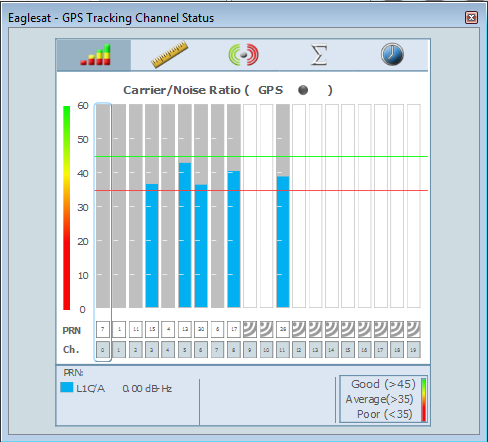 Eaglesat - GPS Tracking Channel Status
Carrier/Noise Ratio ( GPS )
60
50
40
30
20
10
0
PRN 7 1 11 15 4 13 30 6 17 28
Ch. 0 1 2 3 4 5 6 7 8 9 10 11 12 13 14 15 16 17 18 19
PRN:
L1C/A 0.00 dB-Hz
Good (>45)
Average(>35)
Poor (<35)